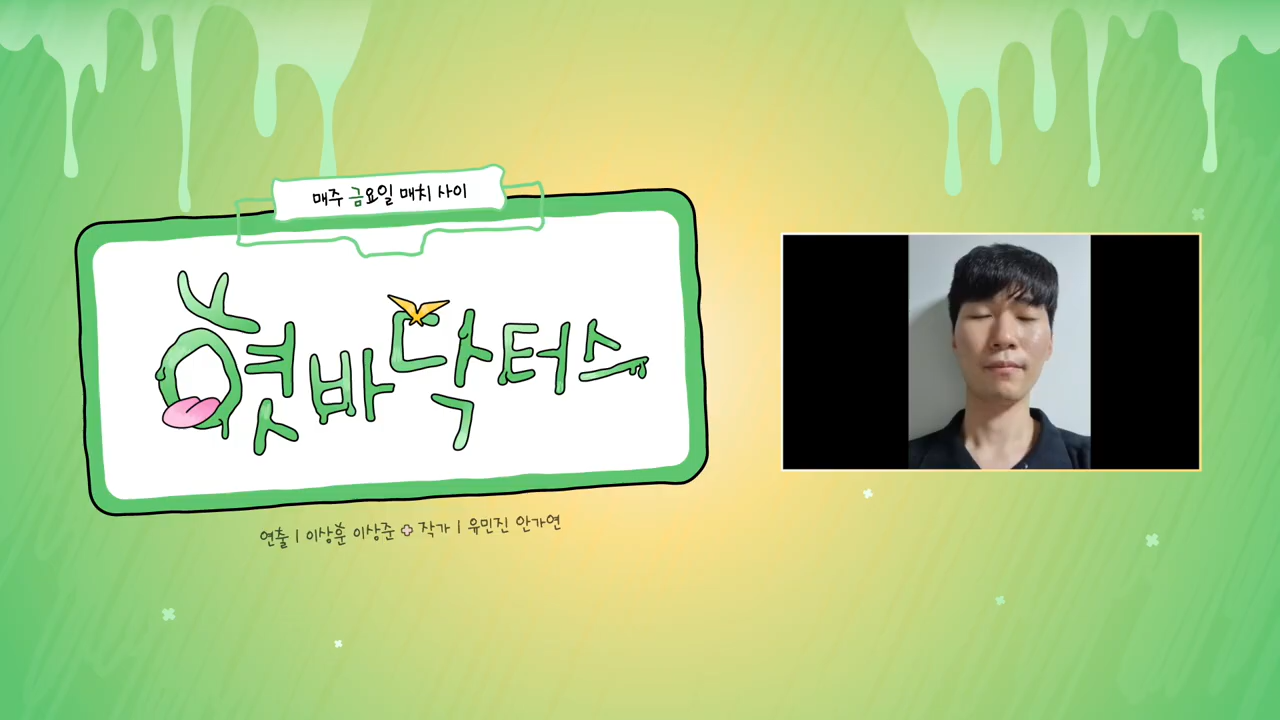 매주 금요일 매치 사이
혓바닥터스
연출 | 이상훈 이상준 + 작가 | 유민진 안가연